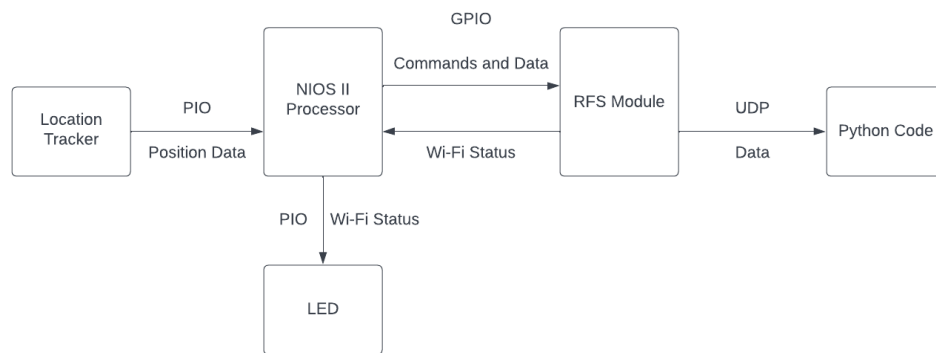 GPIO
NIOS II
Processor
Commands and Data
RFS Module
Location
Tracker
PIO
Position Data
Wi-Fi Status
UDP
Data
Python Code
PIO
Wi-Fi Status
LED